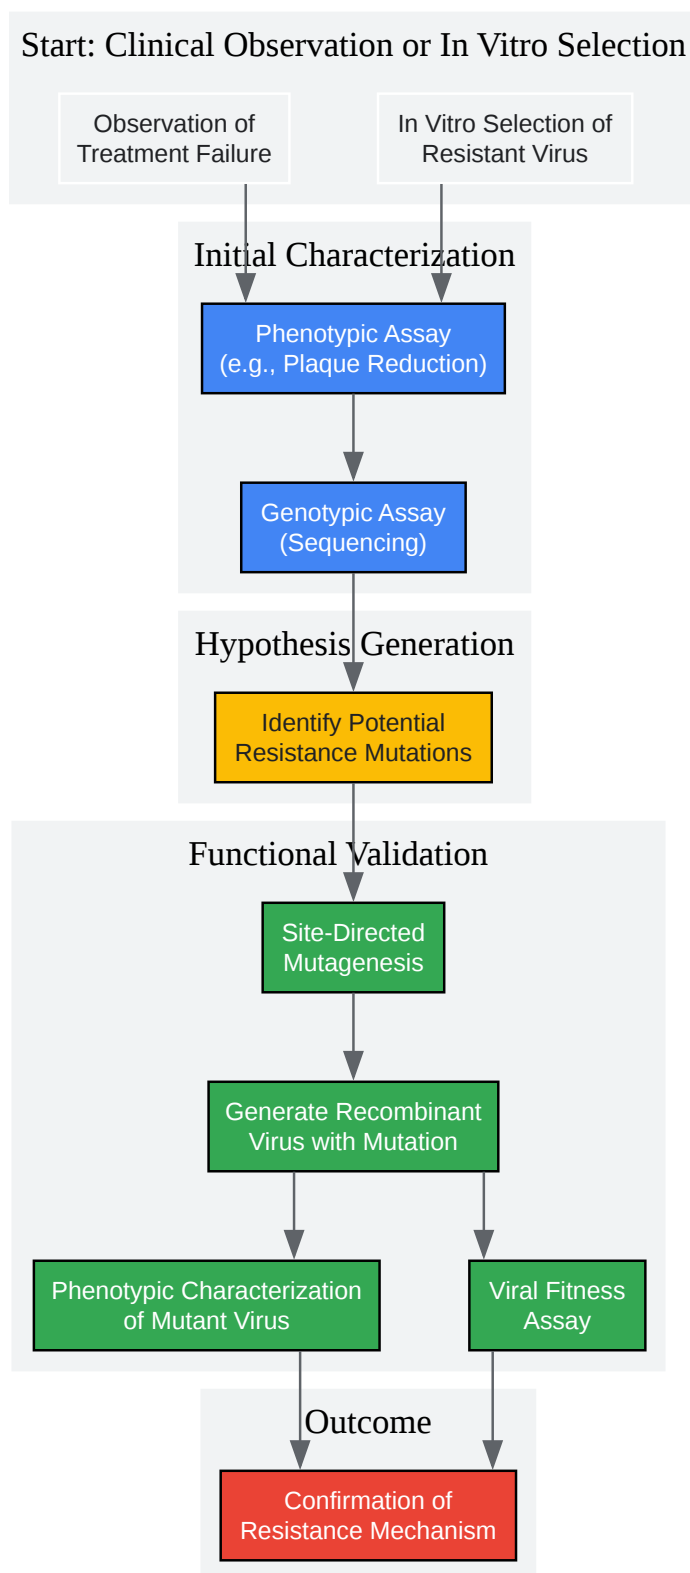 Start: Clinical Observation or In Vitro Selection
Observation of
Treatment Failure
In Vitro Selection of
Resistant Virus
Initial Characterization
Phenotypic Assay
(e.g., Plaque Reduction)
Genotypic Assay
(Sequencing)
Hypothesis Generation
Identify Potential
Resistance Mutations
Functional Validation
Site-Directed
Mutagenesis
Generate Recombinant
Virus with Mutation
Phenotypic Characterization
of Mutant Virus
Viral Fitness
Assay
Outcome
Confirmation of
Resistance Mechanism